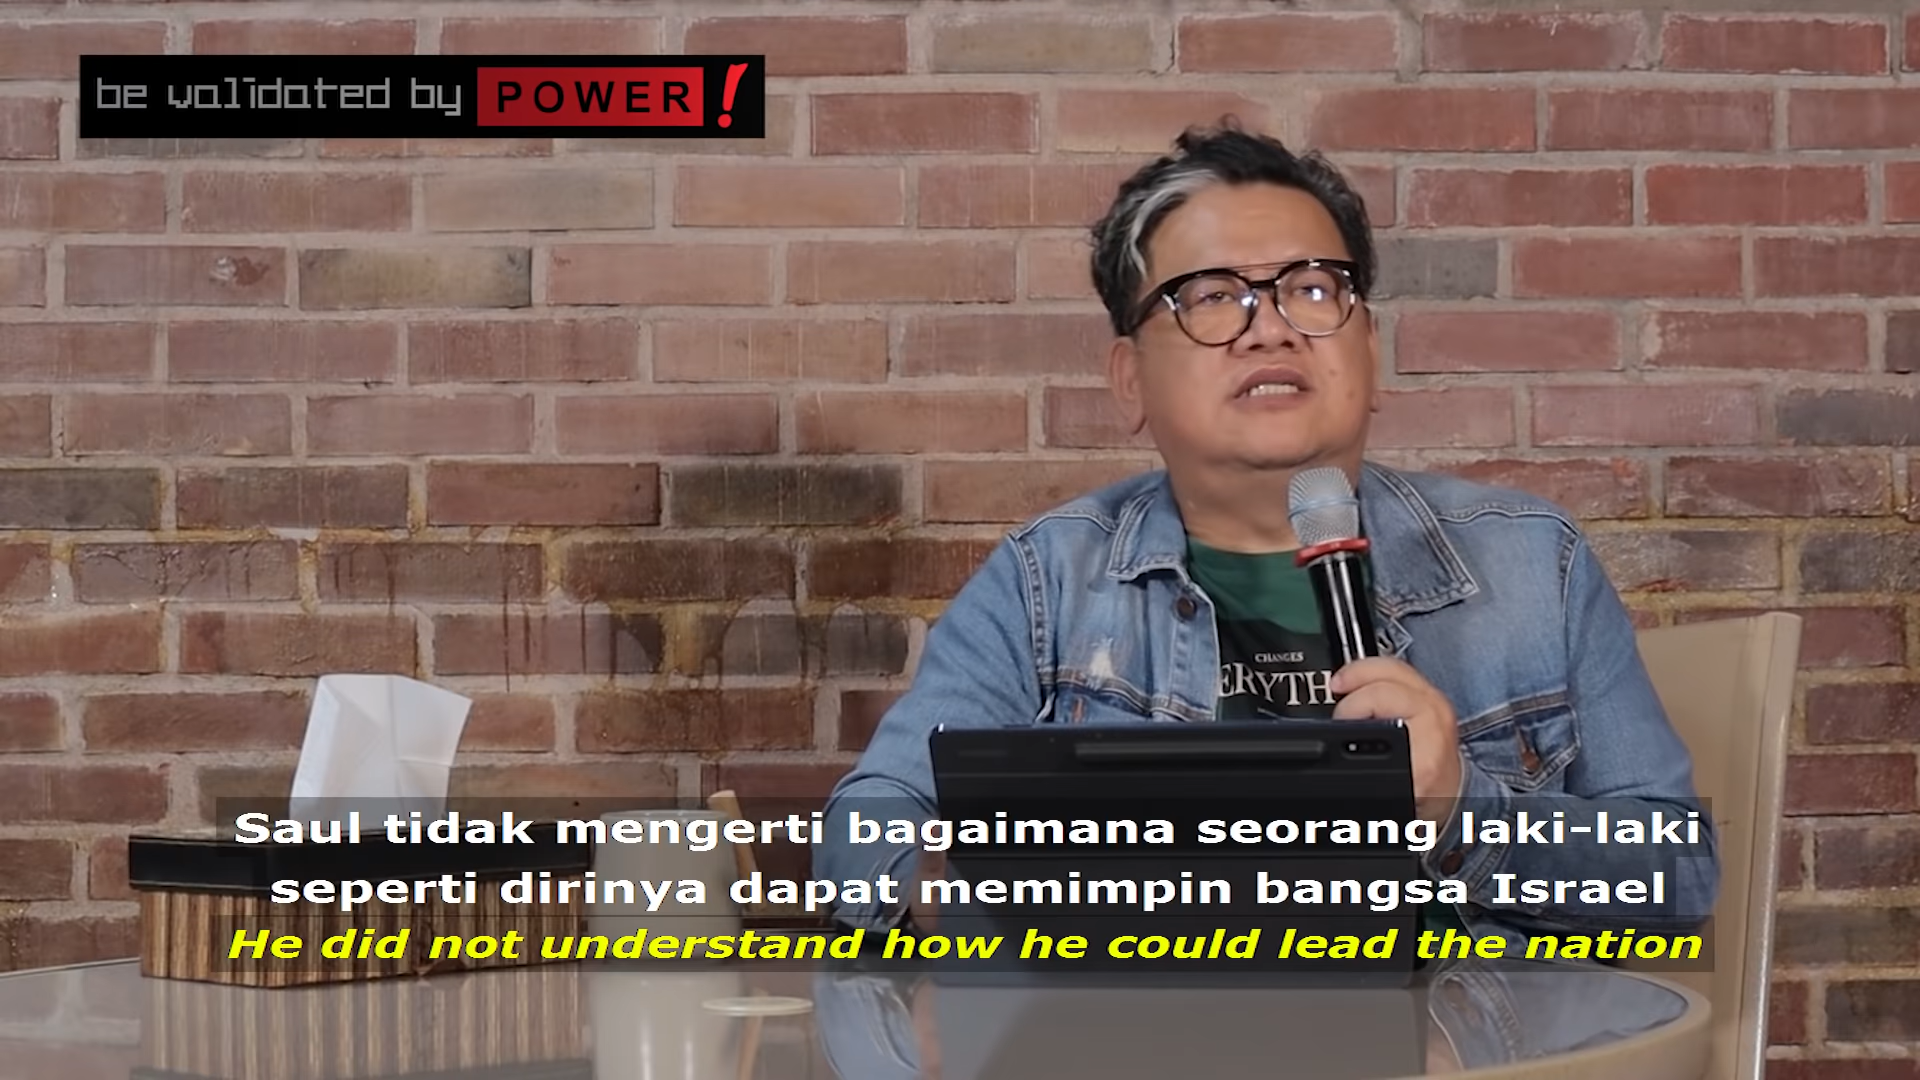 be validated by POWER!
CHANGES
ERYTH
Saul tidak mengerti bagaimana seorang laki-laki
seperti dirinya dapat memimpin bangsa Israel
He did not understand how he could lead the nation